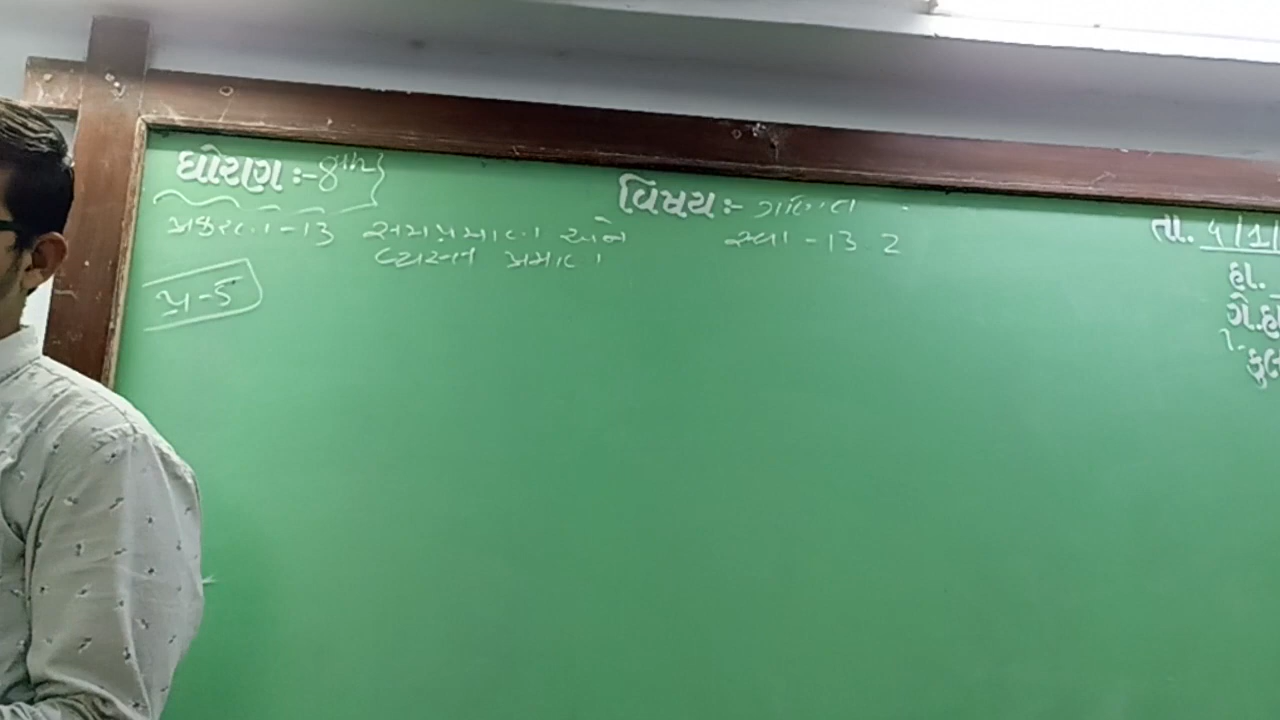 ધોરણ :- 8th
વિષય :- ગણિત
પ્રકરણ - 13 સમપ્રમાણ અને
વ્યસ્ત પ્રમાણ
સ્વા - 13.2
પ્ર - 5
તા. 5/1/
હા.
ગે.હા
કુલ